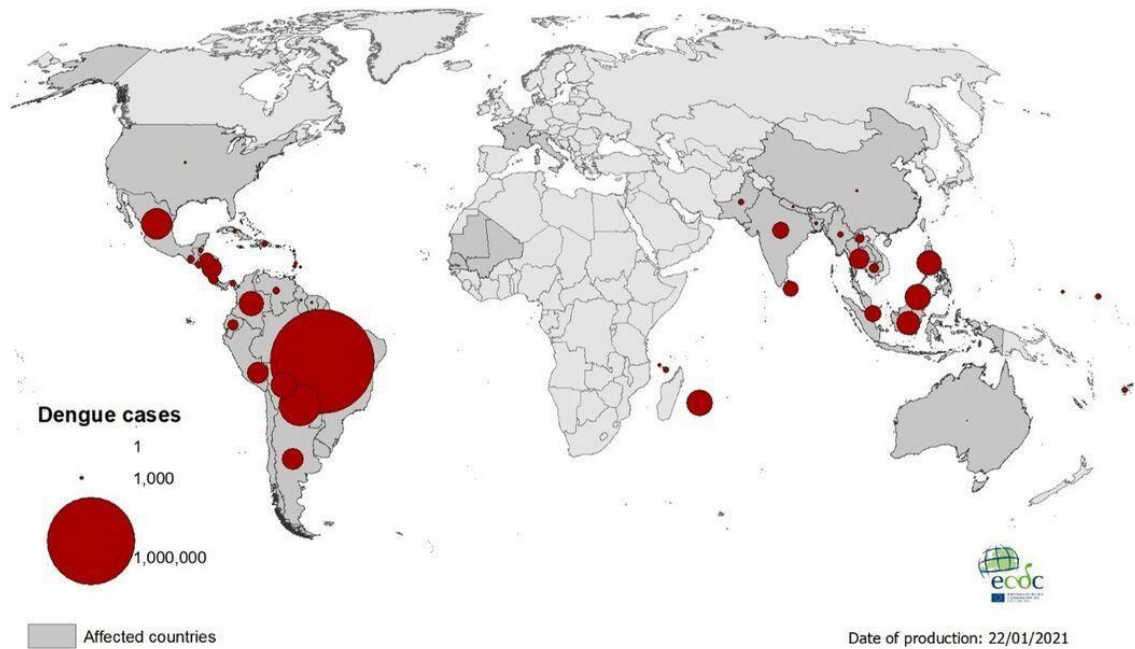 Dengue cases
1
1,000
1,000,000
Affected countries
ecdc
Date of production: 22/01/2021